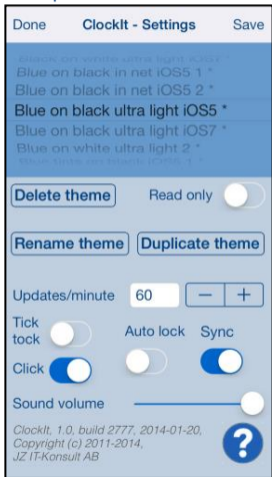 Done ClockIt - Settings Save
Black on white ultra light iOS7 *
Blue on black in net iOS5 1 *
Blue on black in net iOS5 2 *
Blue on black ultra light iOS5 *
Blue on black ultra light iOS7 *
Blue on white ultra light 2 *
Delete theme Read only
Rename theme Duplicate theme
Updates/minute 60 − +
Tick tock Auto lock Sync
Click
Sound volume
ClockIt, 1.0, build 2777, 2014-01-20,
Copyright (c) 2011-2014,
JZ IT-Konsult AB
?